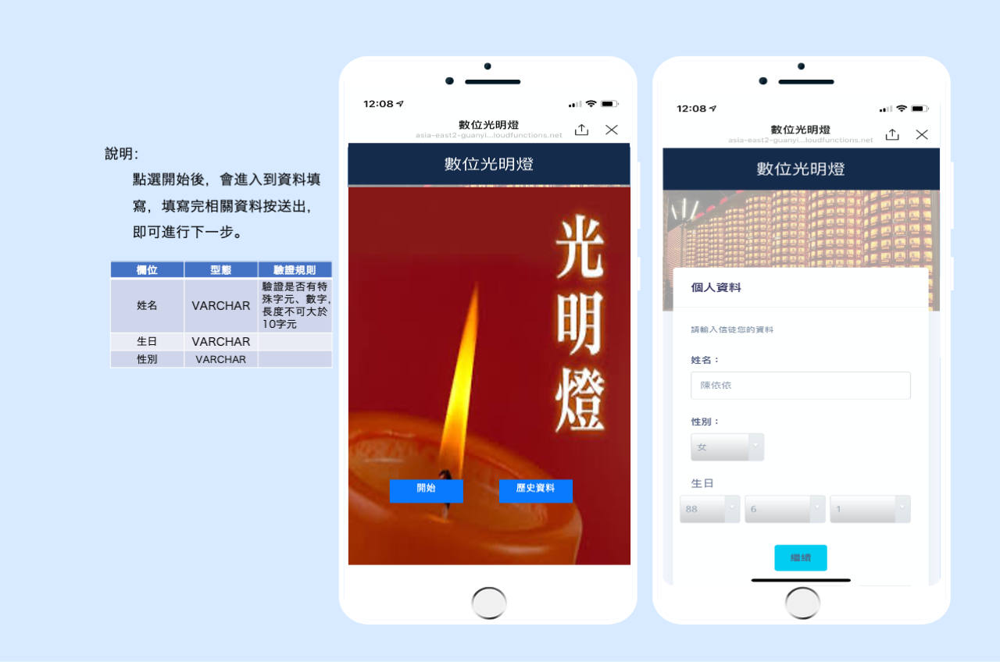 說明：
點選開始後，會進入到資料填
寫，填寫完相關資料按送出，
即可進行下一步。
欄位 型態 驗證規則
姓名 VARCHAR 驗證是否有特
殊字元、數字，
長度不可大於
10字元
生日 VARCHAR
性別 VARCHAR
12:08
數位光明燈
asia-east2-guanyi...loudfunctions.net
數位光明燈
光明燈
開始 歷史資料
12:08
數位光明燈
asia-east2-guanyi...loudfunctions.net
數位光明燈
個人資料
請輸入信徒您的資料
姓名：
陳依依
性別：
女
生日
88 6 1
繼續